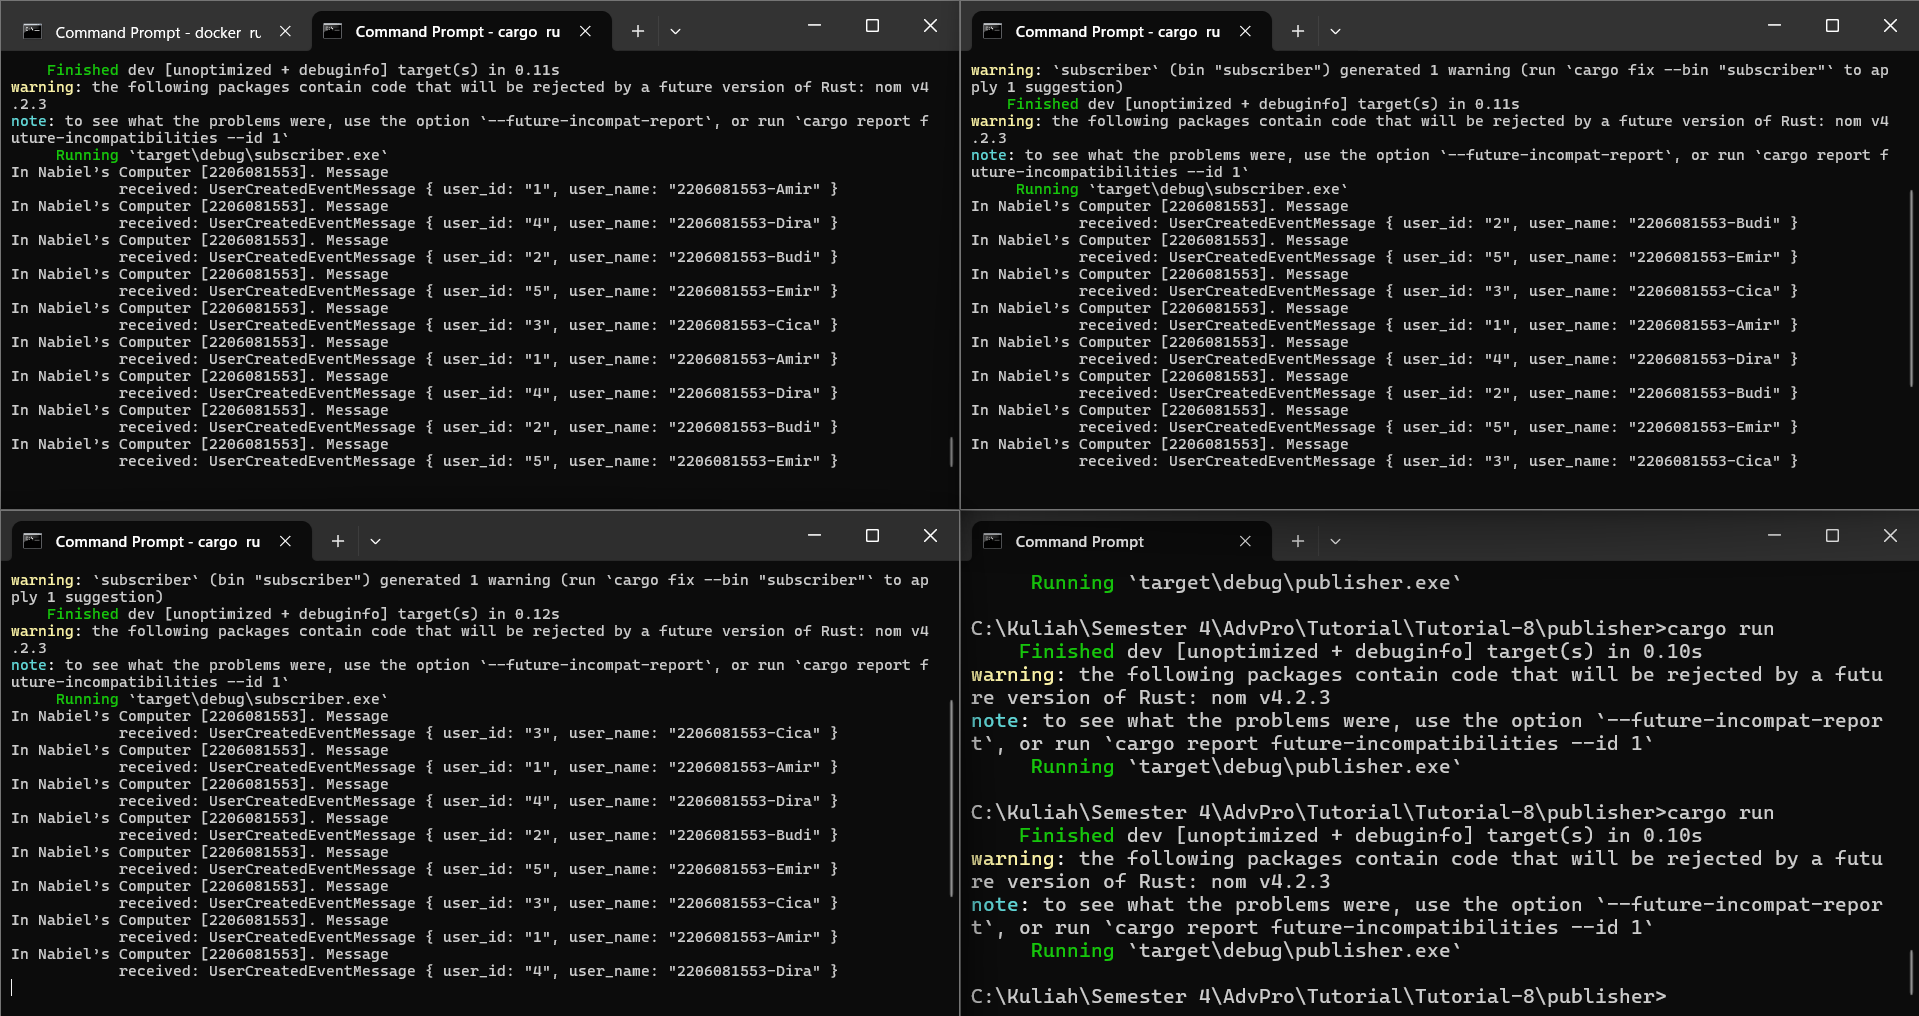 Command Prompt - docker ru
Command Prompt - cargo ru
    Finished dev [unoptimized + debuginfo] target(s) in 0.11s
warning: the following packages contain code that will be rejected by a future version of Rust: nom v4
.2.3
note: to see what the problems were, use the option `--future-incompat-report`, or run `cargo report f
uture-incompatibilities --id 1`
     Running `target\debug\subscriber.exe`
In Nabiel's Computer [2206081553]. Message
            received: UserCreatedEventMessage { user_id: "1", user_name: "2206081553-Amir" }
In Nabiel's Computer [2206081553]. Message
            received: UserCreatedEventMessage { user_id: "4", user_name: "2206081553-Dira" }
In Nabiel's Computer [2206081553]. Message
            received: UserCreatedEventMessage { user_id: "2", user_name: "2206081553-Budi" }
In Nabiel's Computer [2206081553]. Message
            received: UserCreatedEventMessage { user_id: "5", user_name: "2206081553-Emir" }
In Nabiel's Computer [2206081553]. Message
            received: UserCreatedEventMessage { user_id: "3", user_name: "2206081553-Cica" }
In Nabiel's Computer [2206081553]. Message
            received: UserCreatedEventMessage { user_id: "1", user_name: "2206081553-Amir" }
In Nabiel's Computer [2206081553]. Message
            received: UserCreatedEventMessage { user_id: "4", user_name: "2206081553-Dira" }
In Nabiel's Computer [2206081553]. Message
            received: UserCreatedEventMessage { user_id: "2", user_name: "2206081553-Budi" }
In Nabiel's Computer [2206081553]. Message
            received: UserCreatedEventMessage { user_id: "5", user_name: "2206081553-Emir" }
Command Prompt - cargo ru
warning: `subscriber` (bin "subscriber") generated 1 warning (run `cargo fix --bin "subscriber"` to ap
ply 1 suggestion)
    Finished dev [unoptimized + debuginfo] target(s) in 0.11s
warning: the following packages contain code that will be rejected by a future version of Rust: nom v4
.2.3
note: to see what the problems were, use the option `--future-incompat-report`, or run `cargo report f
uture-incompatibilities --id 1`
     Running `target\debug\subscriber.exe`
In Nabiel's Computer [2206081553]. Message
            received: UserCreatedEventMessage { user_id: "2", user_name: "2206081553-Budi" }
In Nabiel's Computer [2206081553]. Message
            received: UserCreatedEventMessage { user_id: "5", user_name: "2206081553-Emir" }
In Nabiel's Computer [2206081553]. Message
            received: UserCreatedEventMessage { user_id: "3", user_name: "2206081553-Cica" }
In Nabiel's Computer [2206081553]. Message
            received: UserCreatedEventMessage { user_id: "1", user_name: "2206081553-Amir" }
In Nabiel's Computer [2206081553]. Message
            received: UserCreatedEventMessage { user_id: "4", user_name: "2206081553-Dira" }
In Nabiel's Computer [2206081553]. Message
            received: UserCreatedEventMessage { user_id: "2", user_name: "2206081553-Budi" }
In Nabiel's Computer [2206081553]. Message
            received: UserCreatedEventMessage { user_id: "5", user_name: "2206081553-Emir" }
In Nabiel's Computer [2206081553]. Message
            received: UserCreatedEventMessage { user_id: "3", user_name: "2206081553-Cica" }
Command Prompt - cargo ru
warning: `subscriber` (bin "subscriber") generated 1 warning (run `cargo fix --bin "subscriber"` to ap
ply 1 suggestion)
    Finished dev [unoptimized + debuginfo] target(s) in 0.12s
warning: the following packages contain code that will be rejected by a future version of Rust: nom v4
.2.3
note: to see what the problems were, use the option `--future-incompat-report`, or run `cargo report f
uture-incompatibilities --id 1`
     Running `target\debug\subscriber.exe`
In Nabiel's Computer [2206081553]. Message
            received: UserCreatedEventMessage { user_id: "3", user_name: "2206081553-Cica" }
In Nabiel's Computer [2206081553]. Message
            received: UserCreatedEventMessage { user_id: "1", user_name: "2206081553-Amir" }
In Nabiel's Computer [2206081553]. Message
            received: UserCreatedEventMessage { user_id: "4", user_name: "2206081553-Dira" }
In Nabiel's Computer [2206081553]. Message
            received: UserCreatedEventMessage { user_id: "2", user_name: "2206081553-Budi" }
In Nabiel's Computer [2206081553]. Message
            received: UserCreatedEventMessage { user_id: "5", user_name: "2206081553-Emir" }
In Nabiel's Computer [2206081553]. Message
            received: UserCreatedEventMessage { user_id: "3", user_name: "2206081553-Cica" }
In Nabiel's Computer [2206081553]. Message
            received: UserCreatedEventMessage { user_id: "1", user_name: "2206081553-Amir" }
In Nabiel's Computer [2206081553]. Message
            received: UserCreatedEventMessage { user_id: "4", user_name: "2206081553-Dira" }
Command Prompt
     Running `target\debug\publisher.exe`
C:\Kuliah\Semester 4\AdvPro\Tutorial\Tutorial-8\publisher>cargo run
    Finished dev [unoptimized + debuginfo] target(s) in 0.10s
warning: the following packages contain code that will be rejected by a futu
re version of Rust: nom v4.2.3
note: to see what the problems were, use the option `--future-incompat-repor
t`, or run `cargo report future-incompatibilities --id 1`
     Running `target\debug\publisher.exe`
C:\Kuliah\Semester 4\AdvPro\Tutorial\Tutorial-8\publisher>cargo run
    Finished dev [unoptimized + debuginfo] target(s) in 0.10s
warning: the following packages contain code that will be rejected by a futu
re version of Rust: nom v4.2.3
note: to see what the problems were, use the option `--future-incompat-repor
t`, or run `cargo report future-incompatibilities --id 1`
     Running `target\debug\publisher.exe`
C:\Kuliah\Semester 4\AdvPro\Tutorial\Tutorial-8\publisher>